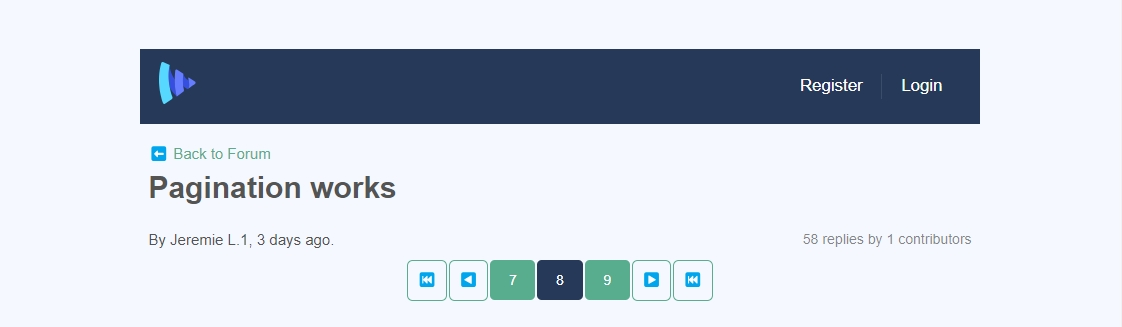 Register Login
⬅ Back to Forum
Pagination works
By Jeremie L.1, 3 days ago. 58 replies by 1 contributors
⏮ ◀ 7 8 9 ▶ ⏮